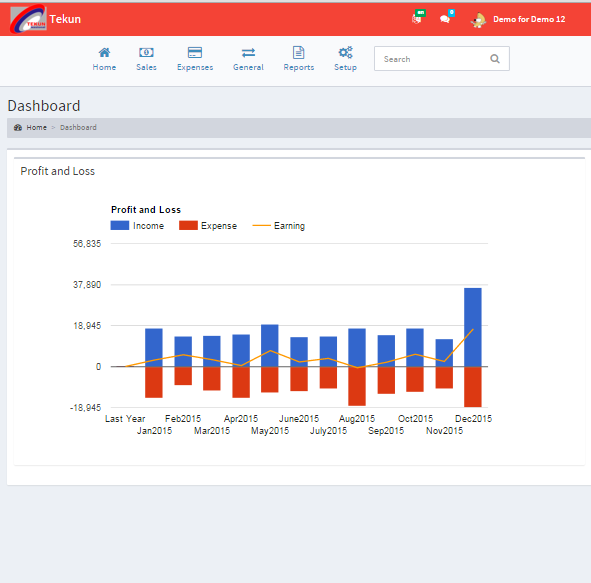 TEKUN
Tekun
Demo for Demo 12
Home
Sales
Expenses
General
Reports
Setup
Search
Dashboard
Home > Dashboard
Profit and Loss
Profit and Loss
Income
Expense
Earning
56,835
37,890
18,945
0
-18,945
Last Year
Jan2015
Feb2015
Mar2015
Apr2015
May2015
June2015
July2015
Aug2015
Sep2015
Oct2015
Nov2015
Dec2015